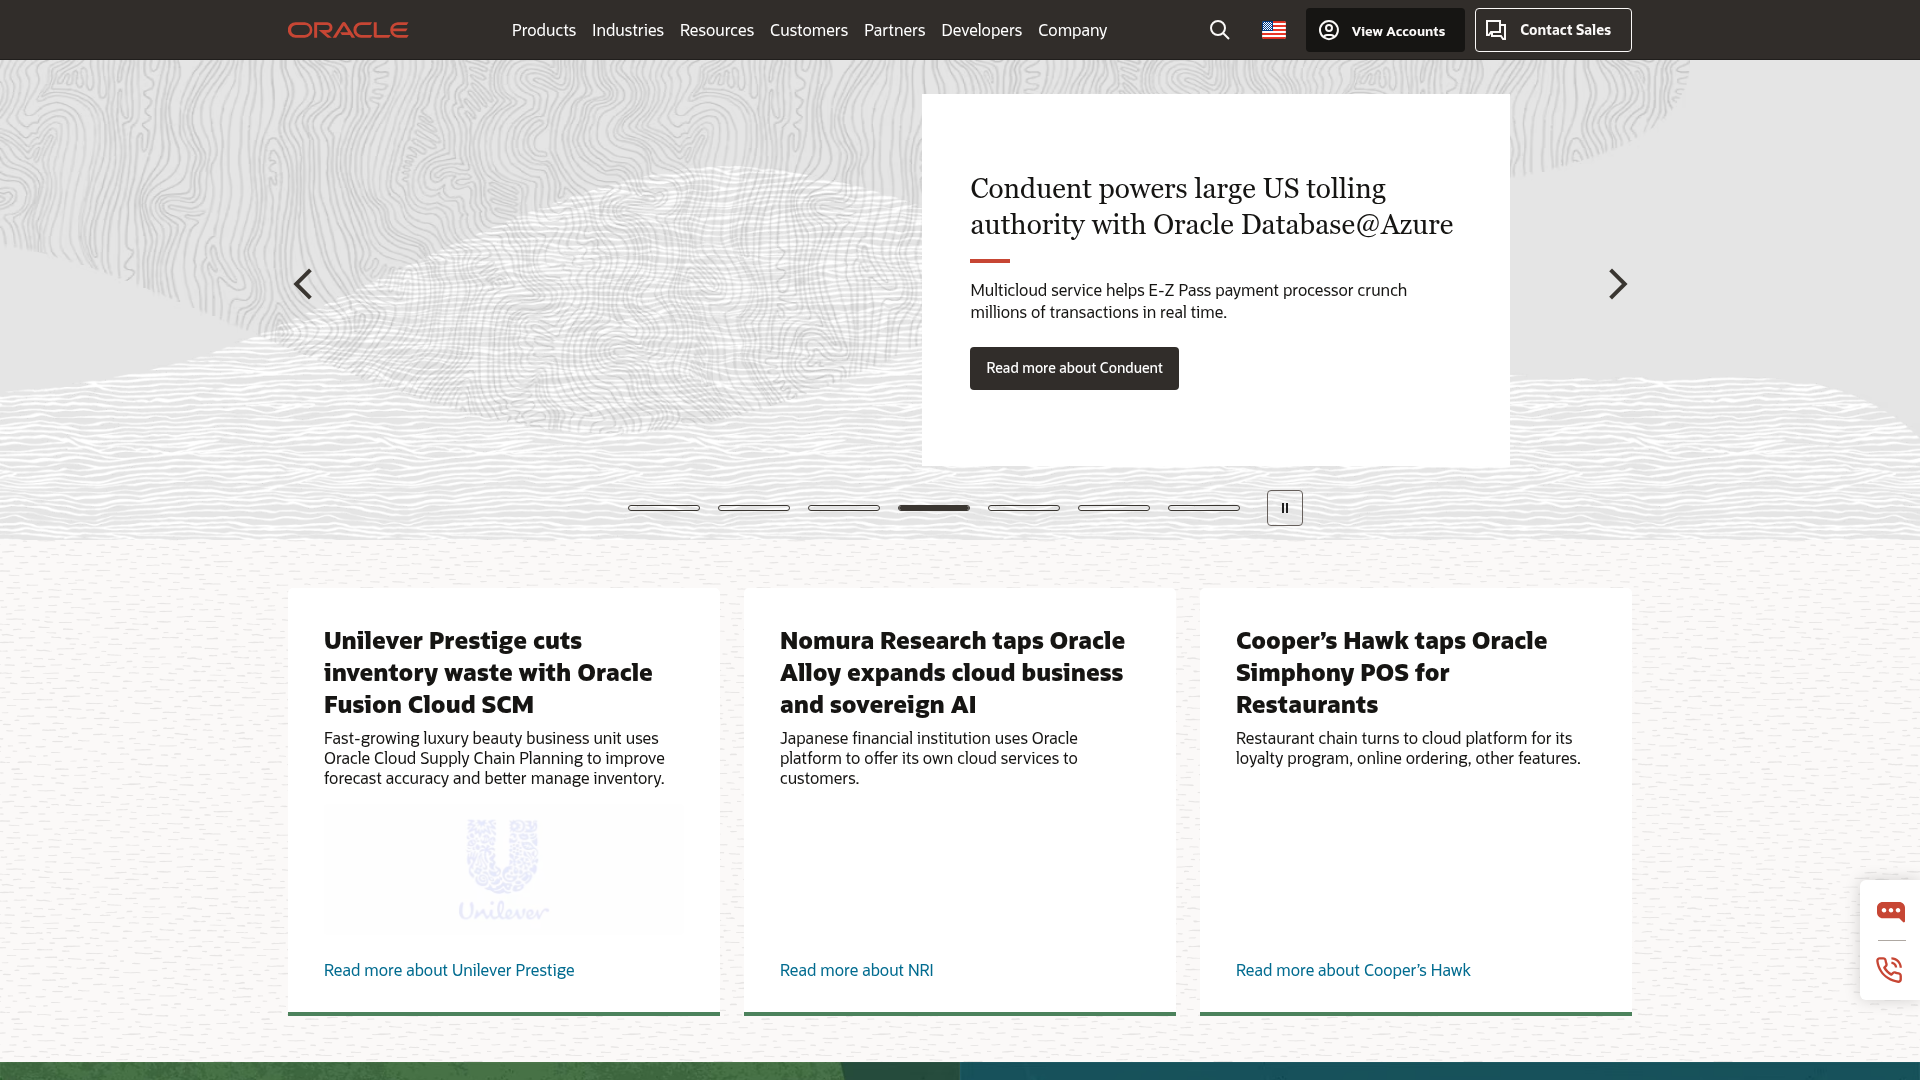 ORACLE
Products Industries Resources Customers Partners Developers Company
View Accounts
Contact Sales
Conduent powers large US tolling
authority with Oracle Database@Azure
Multicloud service helps E-Z Pass payment processor crunch
millions of transactions in real time.
Read more about Conduent
Unilever Prestige cuts
inventory waste with Oracle
Fusion Cloud SCM
Fast-growing luxury beauty business unit uses
Oracle Cloud Supply Chain Planning to improve
forecast accuracy and better manage inventory.
Unilever
Read more about Unilever Prestige
Nomura Research taps Oracle
Alloy expands cloud business
and sovereign AI
Japanese financial institution uses Oracle
platform to offer its own cloud services to
customers.
Read more about NRI
Cooper’s Hawk taps Oracle
Simphony POS for
Restaurants
Restaurant chain turns to cloud platform for its
loyalty program, online ordering, other features.
Read more about Cooper’s Hawk